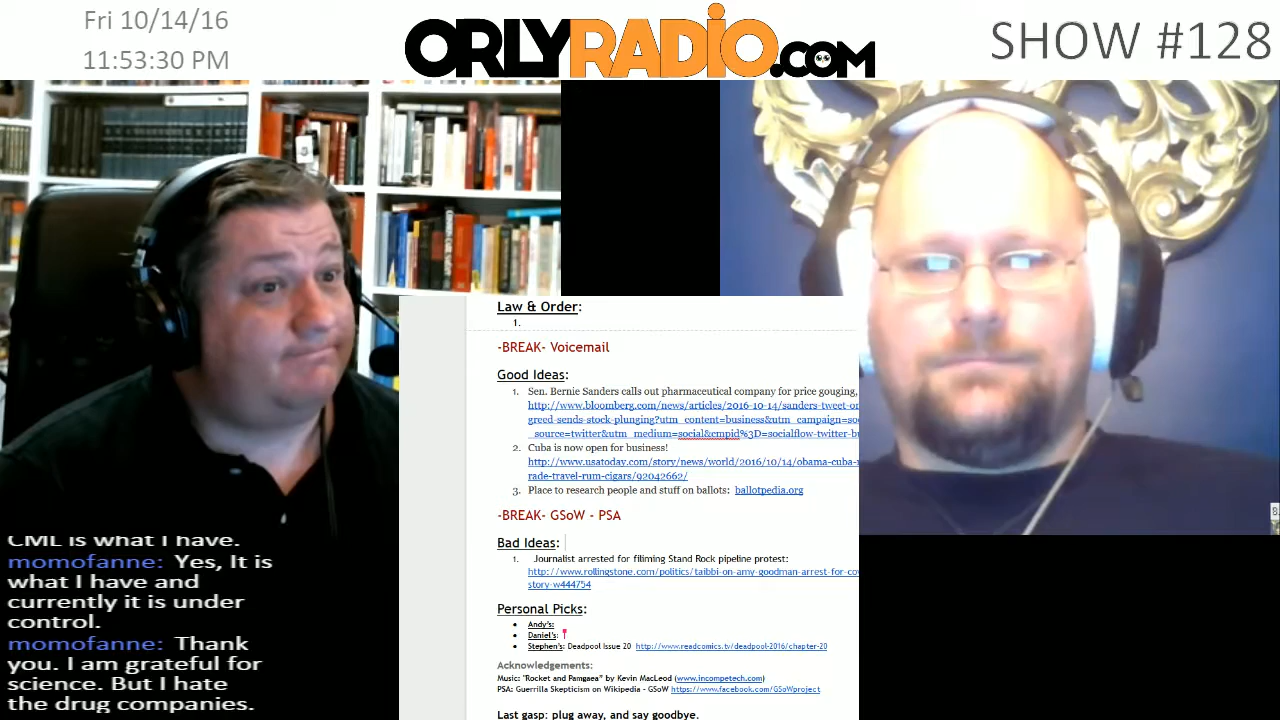 Fri 10/14/16
11:53:30 PM
ORLYRADIO.COM
SHOW #128
Law & Order:
1.
-BREAK- Voicemail
Good Ideas:
1. Sen. Bernie Sanders calls out pharmaceutical company for price gouging,
http://www.bloomberg.com/news/articles/2016-10-14/sanders-tweet-on
greed-sends-stock-plunging?utm_content=business&utm_campaign=so
_source=twitter&utm_medium=social&cmpid%3D=socialflow-twitter-b
2. Cuba is now open for business!
http://www.usatoday.com/story/news/world/2016/10/14/obama-cuba-
rade-travel-rum-cigars/92042662/
3. Place to research people and stuff on ballots: ballotpedia.org
-BREAK- GSoW - PSA
Bad Ideas:
1. Journalist arrested for filiming Stand Rock pipeline protest:
http://www.rollingstone.com/politics/taibbi-on-amy-goodman-arrest-for-co
story-w444754
Personal Picks:
• Andy's:
• Daniel's:
• Stephen's: Deadpool Issue 20 http://www.readcomics.tv/deadpool-2016/chapter-20
Acknowledgements:
Music: "Rocket and Pamgaea" by Kevin MacLeod (www.incompetech.com)
PSA: Guerrilla Skepticism on Wikipedia - GSoW https://www.facebook.com/GSoWproject
Last gasp: plug away, and say goodbye.
CML is what I have.
momofanne: Yes, It is
what I have and
currently it is under
control.
momofanne: Thank
you. I am grateful for
science. But I hate
the drug companies.